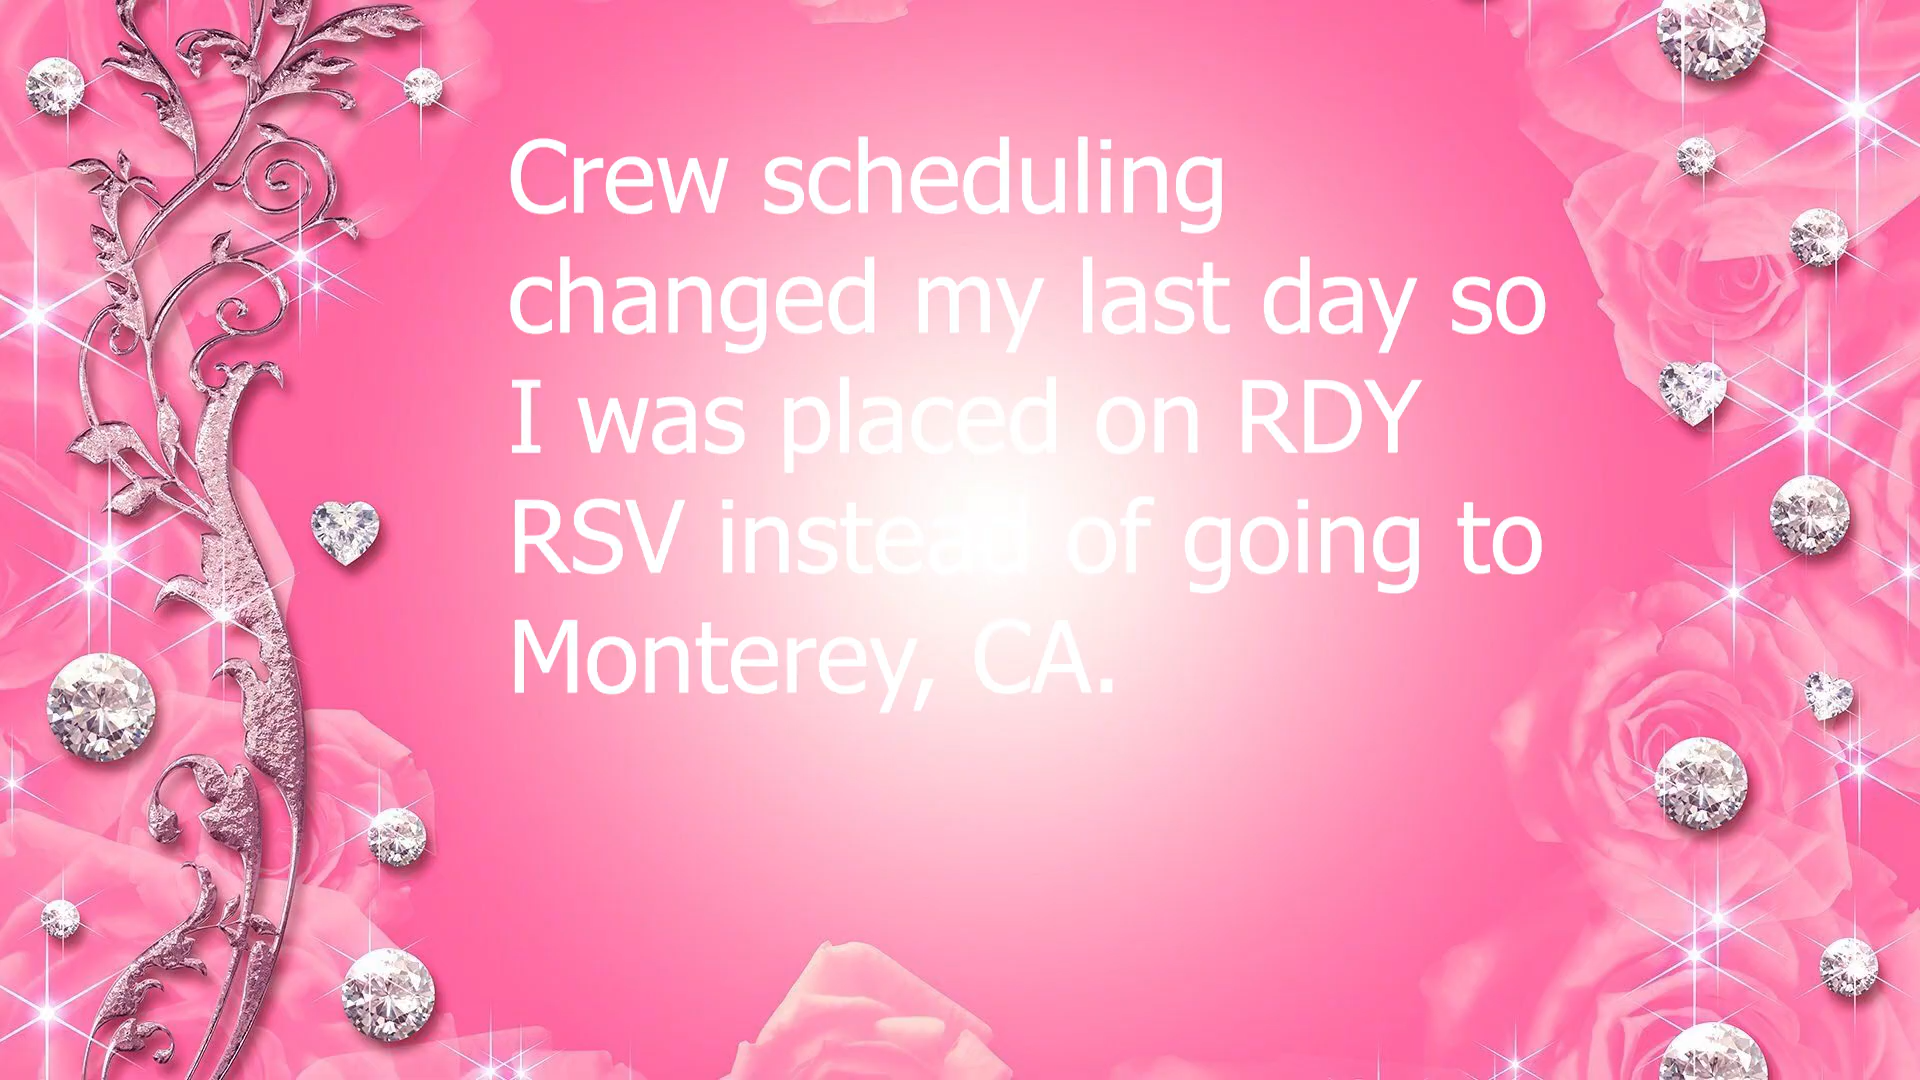 Crew scheduling
changed my last day so
I was placed on RDY
RSV instead of going to
Monterey, CA.